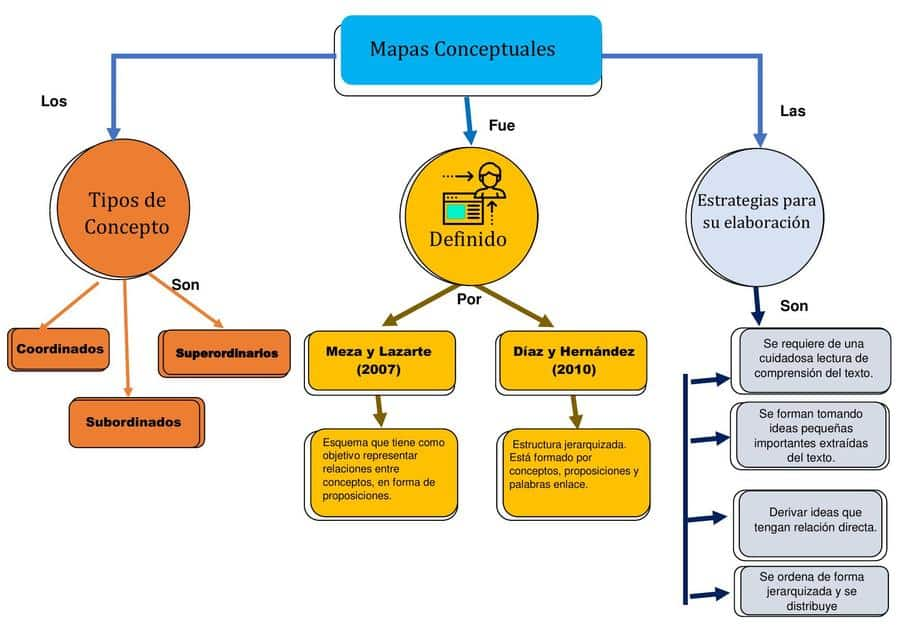 Mapas Conceptuales
Los
Fue
Las
Tipos de
Concepto
Definido
Estrategias para
su elaboración
Son
Por
Son
Coordinados
Superordinarios
Subordinados
Meza y Lazarte
(2007)
Díaz y Hernández
(2010)
Esquema que tiene como
objetivo representar
relaciones entre
conceptos, en forma de
proposiciones.
Estructura jerarquizada.
Está formado por
conceptos, proposiciones y
palabras enlace.
Se requiere de una
cuidadosa lectura de
comprensión del texto.
Se forman tomando
ideas pequeñas
importantes extraídas
del texto.
Derivar ideas que
tengan relación directa.
Se ordena de forma
jerarquizada y se
distribuye